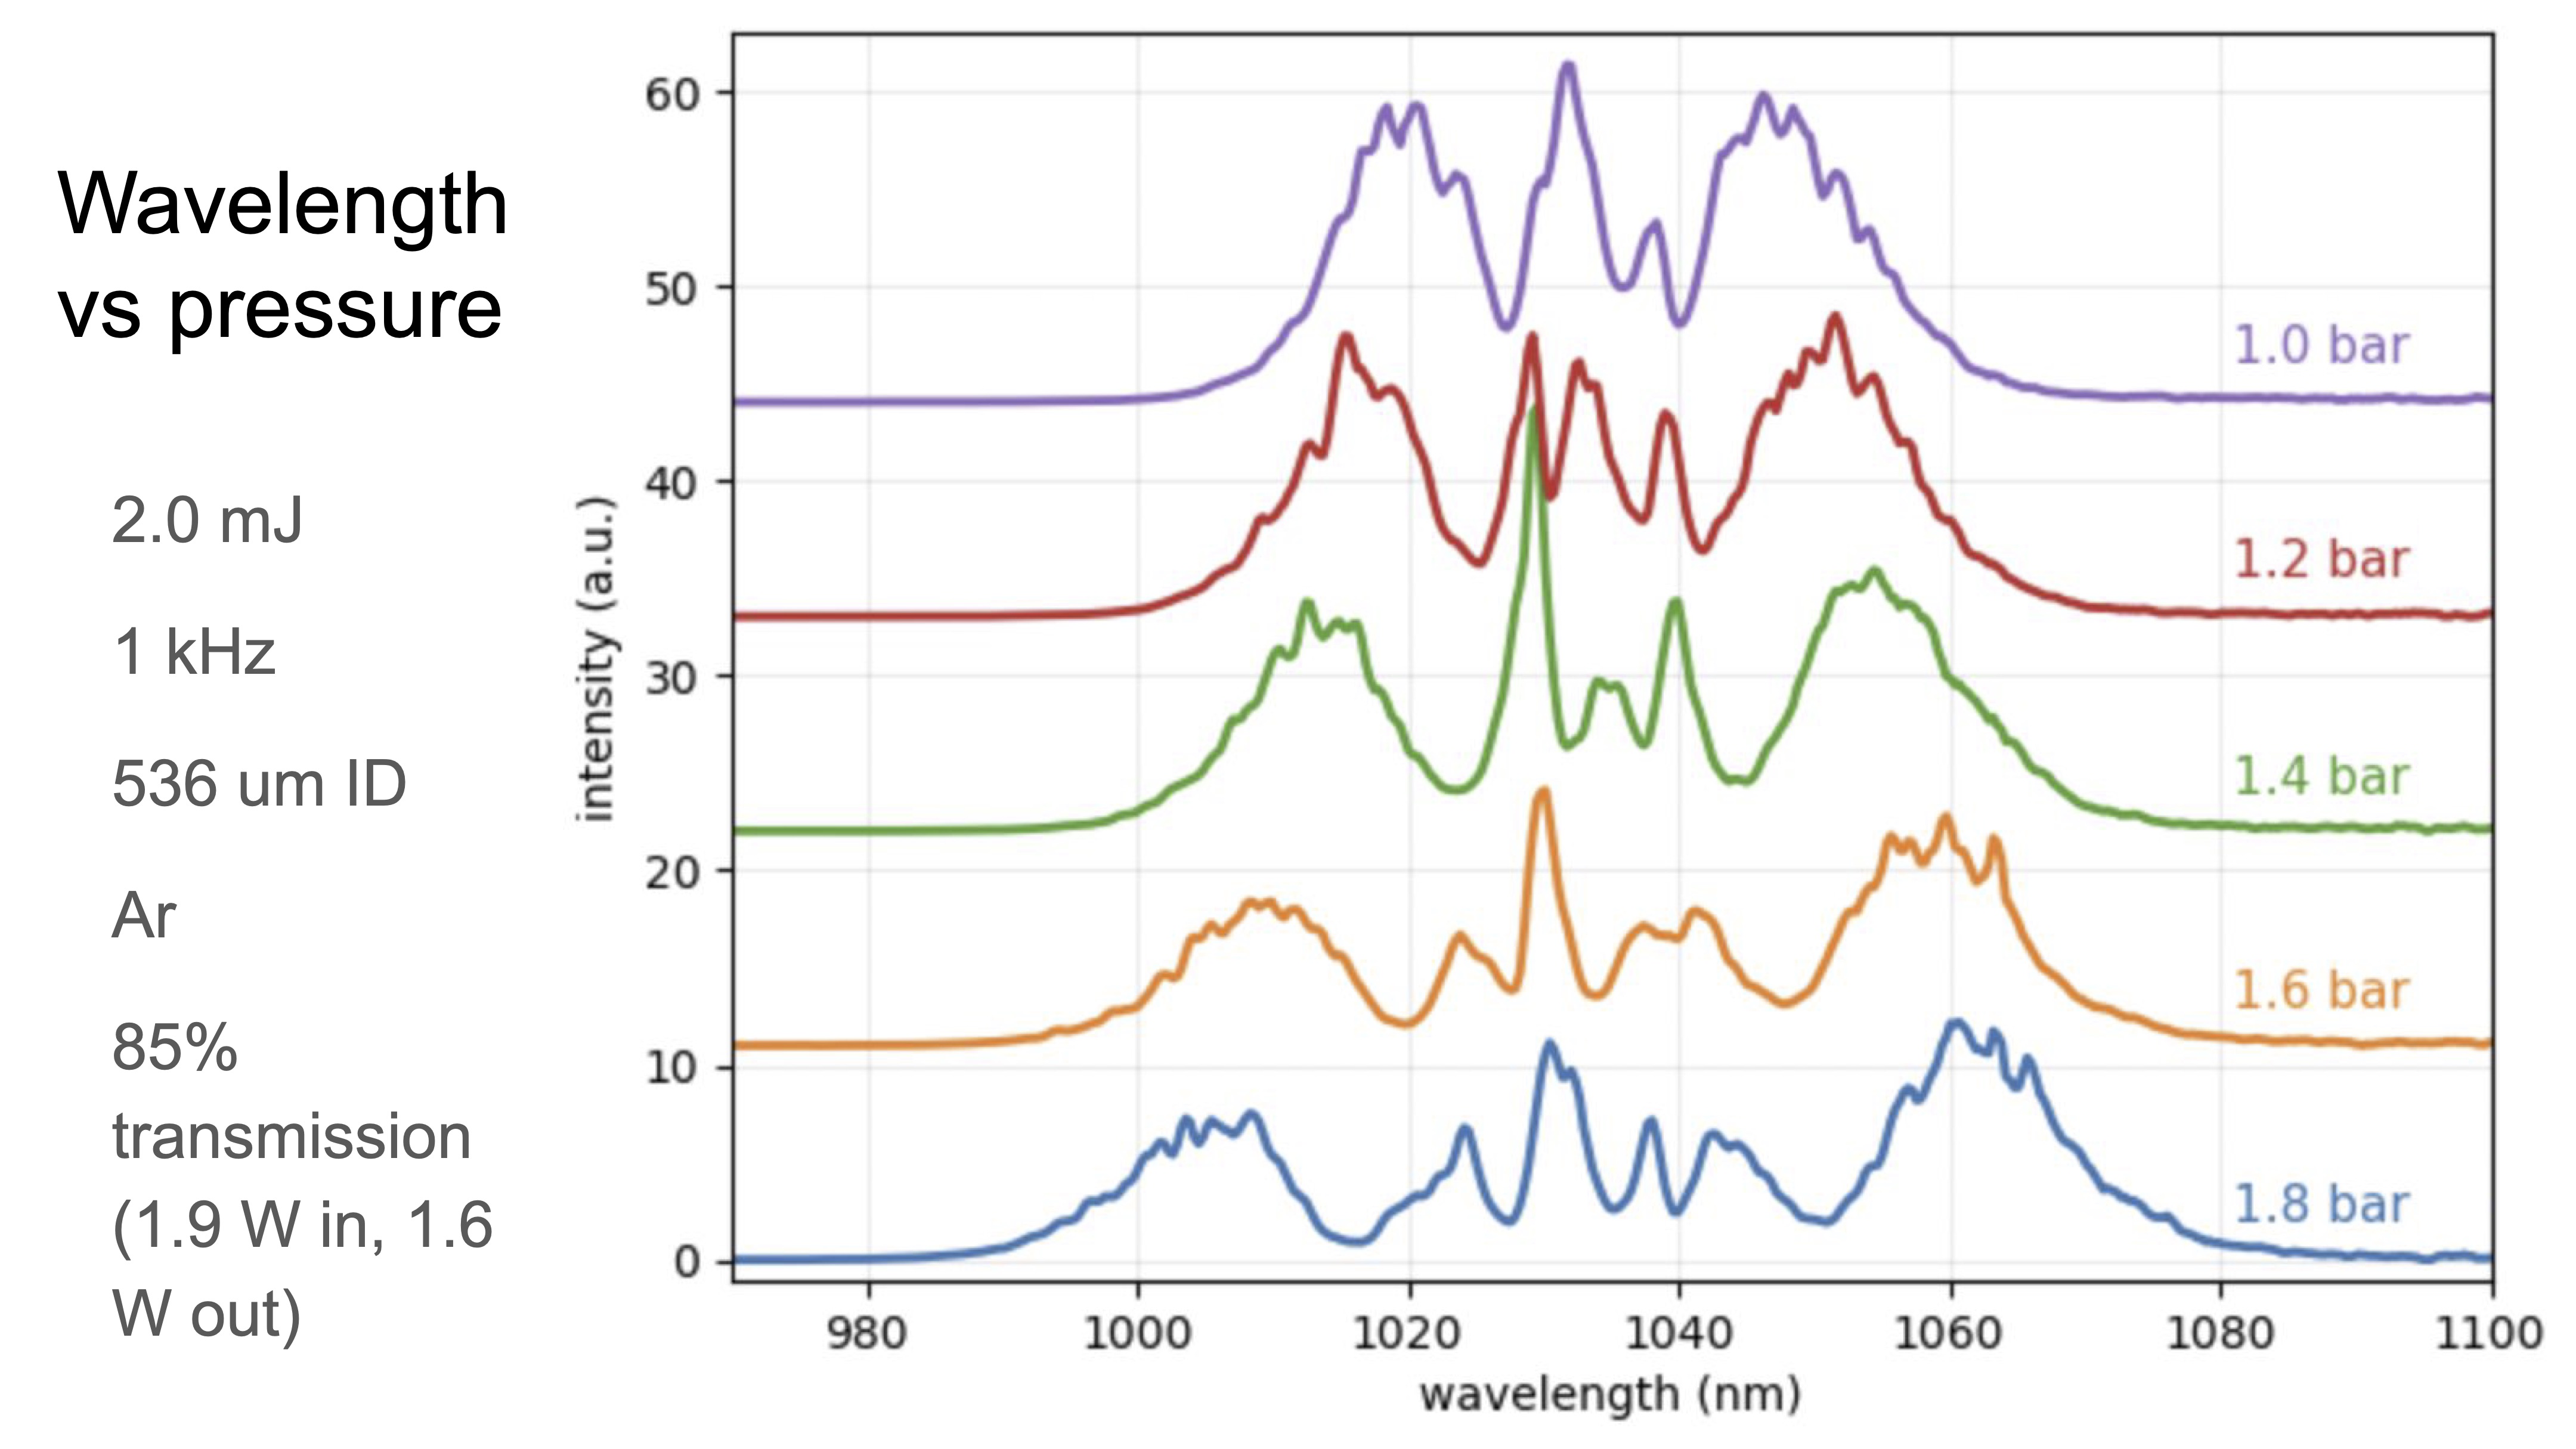 Wavelength
vs pressure
2.0 mJ
1 kHz
536 um ID
Ar
85%
transmission
(1.9 W in, 1.6
W out)
intensity (a.u.)
60
50
40
30
20
10
0
1.0 bar
1.2 bar
1.4 bar
1.6 bar
1.8 bar
980 1000 1020 1040 1060 1080 1100
wavelength (nm)